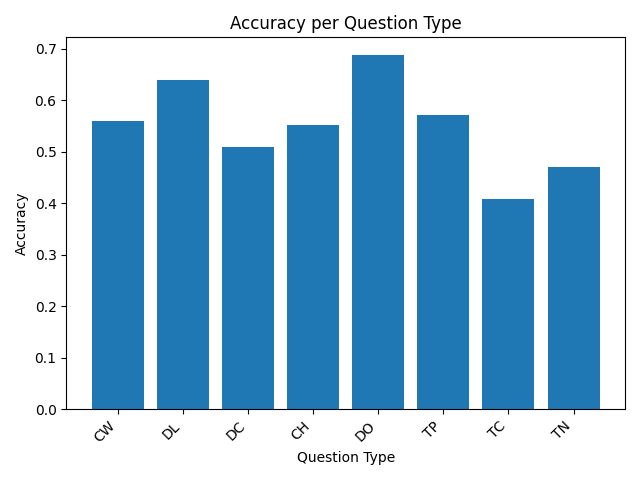 Accuracy per Question Type
0.7
0.6
0.5
0.4
0.3
0.2
0.1
0.0
Accuracy
CW
DL
DC
CH
DO
TP
TC
TN
Question Type